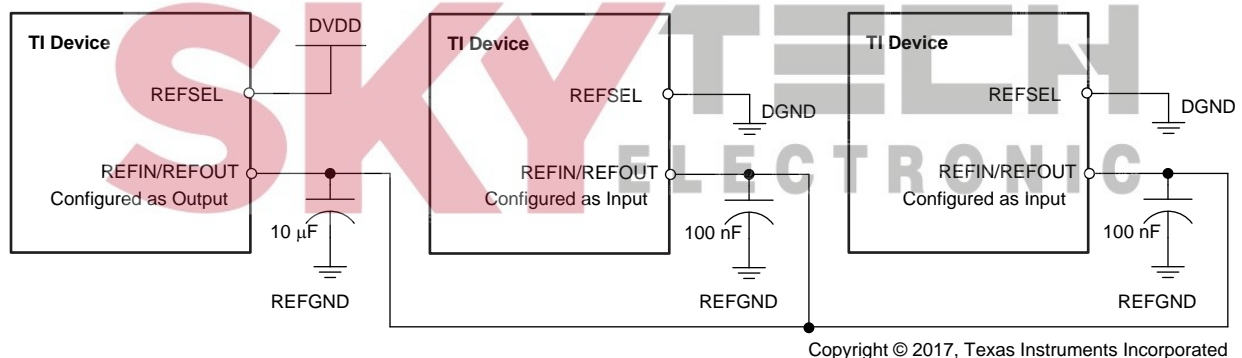 SKYTECH
ELECTRONIC
TI Device
DVDD
REFSEL
REFIN/REFOUT
Configured as Output
10 μF
REFGND
TI Device
REFSEL
DGND
REFIN/REFOUT
Configured as Input
100 nF
REFGND
TI Device
REFSEL
DGND
REFIN/REFOUT
Configured as Input
100 nF
REFGND
Copyright © 2017, Texas Instruments Incorporated